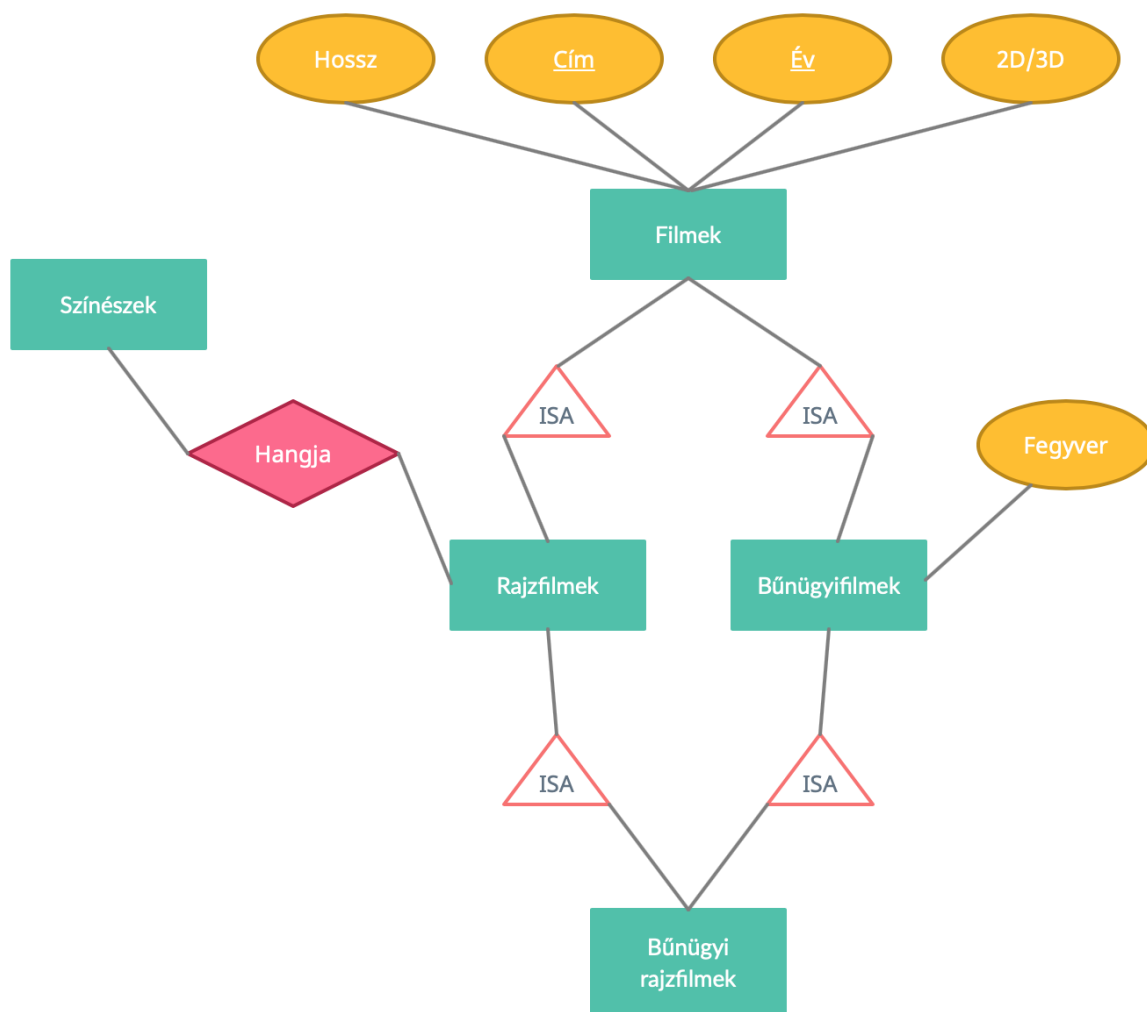 Hossz
Cím
Év
2D/3D
Filmek
Színészek
ISA
ISA
Hangja
Fegyver
Rajzfilmek
Bűnügyifilmek
ISA
ISA
Bűnügyi
rajzfilmek